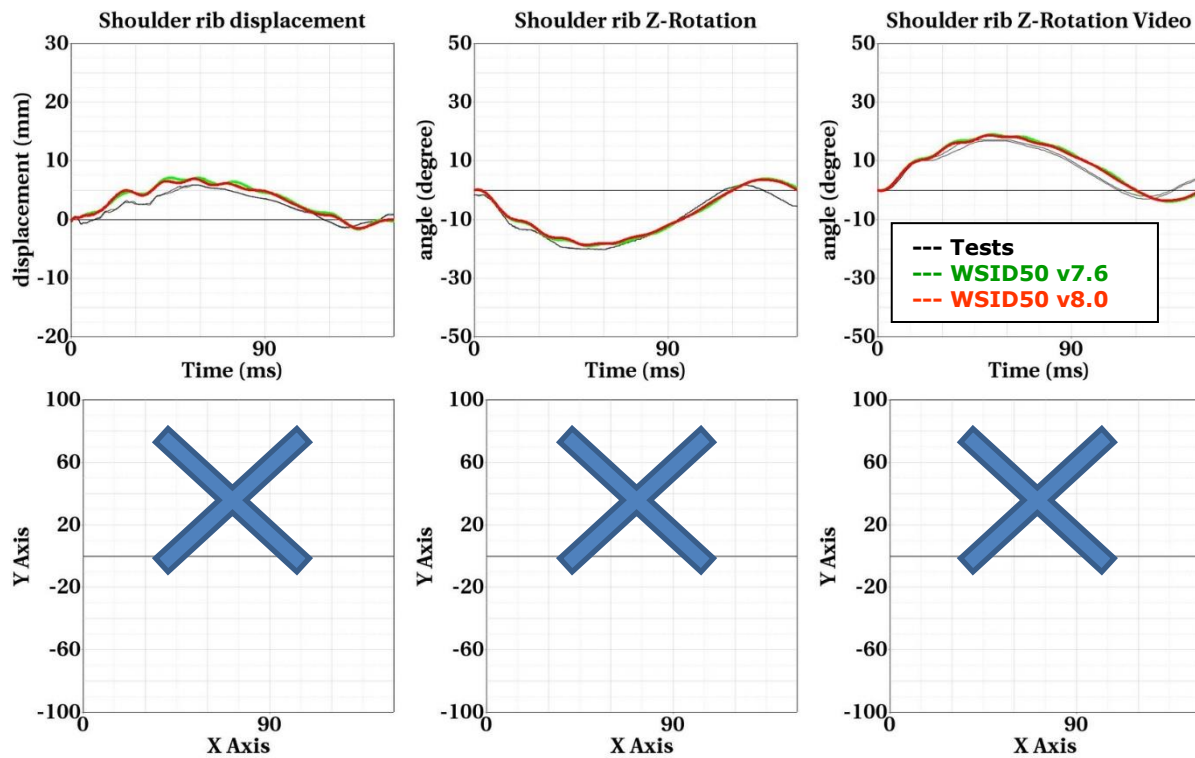 Shoulder rib displacement
30
20
10
0
-10
-20
displacement (mm)
0 90
Time (ms)
Shoulder rib Z-Rotation
50
30
10
-10
-30
-50
angle (degree)
0 90
Time (ms)
Shoulder rib Z-Rotation Video
50
30
10
-10
-30
-50
angle (degree)
0 90
Time (ms)
--- Tests
--- WSID50 v7.6
--- WSID50 v8.0
100
60
20
-20
-60
-100
Y Axis
0 90
X Axis
100
60
20
-20
-60
-100
Y Axis
0 90
X Axis
100
60
20
-20
-60
-100
Y Axis
0 90
X Axis